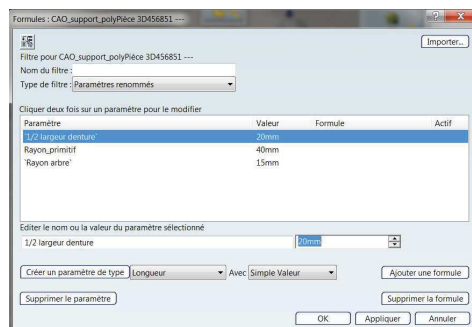 Formules : CAO_support_polyPièce 3D456851 ---
Importer...
Filtre pour CAO_support_polyPièce 3D456851 ---
Nom du filtre :
Type de filtre : Paramètres renommés
Cliquer deux fois sur un paramètre pour le modifier
Paramètre Valeur Formule Actif
`1/2 largeur denture` 20mm
Rayon_primitif 40mm
`Rayon arbre` 15mm
Editer le nom ou la valeur du paramètre sélectionné
1/2 largeur denture 20mm
Créer un paramètre de type Longueur Avec Simple Valeur Ajouter une formule
Supprimer le paramètre Supprimer la formule
OK Appliquer Annuler